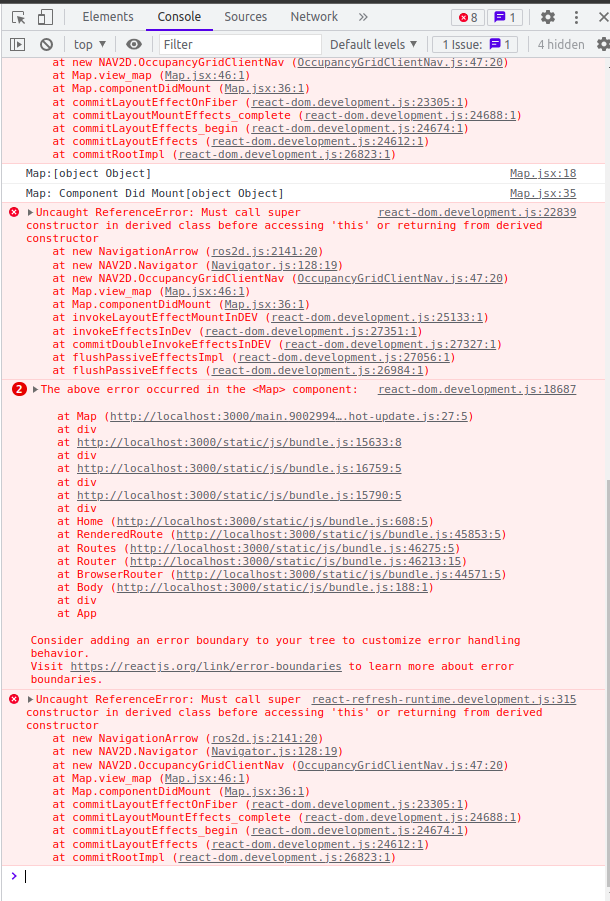 Elements Console Sources Network » 8 1
top ▼ Filter Default levels ▼ 1 Issue: 1 4 hidden
at new NAV2D.OccupancyGridClientNav (OccupancyGridClientNav.js:47:20)
at Map.view_map (Map.jsx:46:1)
at Map.componentDidMount (Map.jsx:36:1)
at commitLayoutEffectOnFiber (react-dom.development.js:23305:1)
at commitLayoutMountEffects_complete (react-dom.development.js:24688:1)
at commitLayoutEffects_begin (react-dom.development.js:24674:1)
at commitLayoutEffects (react-dom.development.js:24612:1)
at commitRootImpl (react-dom.development.js:26823:1)
Map:[object Object] Map.jsx:18
Map: Component Did Mount[object Object] Map.jsx:35
▶Uncaught ReferenceError: Must call super react-dom.development.js:22839
constructor in derived class before accessing 'this' or returning from derived
constructor
at new NavigationArrow (ros2d.js:2141:20)
at new NAV2D.Navigator (Navigator.js:128:19)
at new NAV2D.OccupancyGridClientNav (OccupancyGridClientNav.js:47:20)
at Map.view_map (Map.jsx:46:1)
at Map.componentDidMount (Map.jsx:36:1)
at invokeLayoutEffectMountInDEV (react-dom.development.js:25133:1)
at invokeEffectsInDev (react-dom.development.js:27351:1)
at commitDoubleInvokeEffectsInDEV (react-dom.development.js:27327:1)
at flushPassiveEffectsImpl (react-dom.development.js:27056:1)
at flushPassiveEffects (react-dom.development.js:26984:1)
2 ▶The above error occurred in the <Map> component: react-dom.development.js:18687
at Map (http://localhost:3000/main.9002994….hot-update.js:27:5)
at div
at http://localhost:3000/static/js/bundle.js:15633:8
at div
at http://localhost:3000/static/js/bundle.js:16759:5
at div
at http://localhost:3000/static/js/bundle.js:15790:5
at div
at Home (http://localhost:3000/static/js/bundle.js:608:5)
at RenderedRoute (http://localhost:3000/static/js/bundle.js:45853:5)
at Routes (http://localhost:3000/static/js/bundle.js:46275:5)
at Router (http://localhost:3000/static/js/bundle.js:46213:15)
at BrowserRouter (http://localhost:3000/static/js/bundle.js:44571:5)
at Body (http://localhost:3000/static/js/bundle.js:188:1)
at div
at App
Consider adding an error boundary to your tree to customize error handling
behavior.
Visit https://reactjs.org/link/error-boundaries to learn more about error
boundaries.
▶Uncaught ReferenceError: Must call super react-refresh-runtime.development.js:315
constructor in derived class before accessing 'this' or returning from derived
constructor
at new NavigationArrow (ros2d.js:2141:20)
at new NAV2D.Navigator (Navigator.js:128:19)
at new NAV2D.OccupancyGridClientNav (OccupancyGridClientNav.js:47:20)
at Map.view_map (Map.jsx:46:1)
at Map.componentDidMount (Map.jsx:36:1)
at commitLayoutEffectOnFiber (react-dom.development.js:23305:1)
at commitLayoutMountEffects_complete (react-dom.development.js:24688:1)
at commitLayoutEffects_begin (react-dom.development.js:24674:1)
at commitLayoutEffects (react-dom.development.js:24612:1)
at commitRootImpl (react-dom.development.js:26823:1)